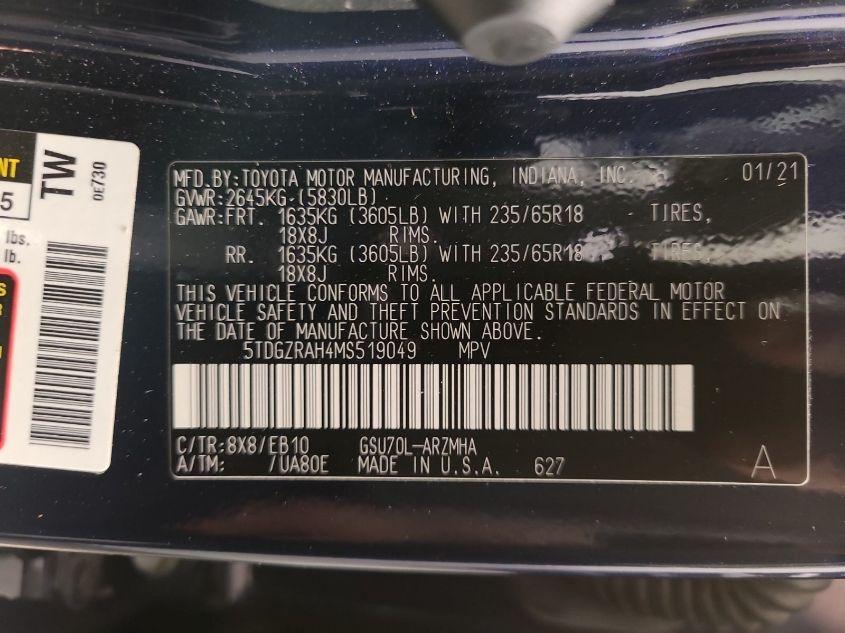 NT
5
lbs.
lb.
S
R
TW
0E730
MFD.BY:TOYOTA MOTOR MANUFACTURING, INDIANA, INC. 01/21
GVWR:2645KG (5830LB)
GAWR:FRT. 1635KG (3605LB) WITH 235/65R18 TIRES,
18X8J RIMS.
RR. 1635KG (3605LB) WITH 235/65R18 TIRES,
18X8J RIMS.
THIS VEHICLE CONFORMS TO ALL APPLICABLE FEDERAL MOTOR
VEHICLE SAFETY AND THEFT PREVENTION STANDARDS IN EFFECT ON
THE DATE OF MANUFACTURE SHOWN ABOVE.
5TDGZRAH4MS519049 MPV
C/TR:8X8/EB10 GSU70L-ARZMHA
A/TM: /UA80E MADE IN U.S.A. 627 A